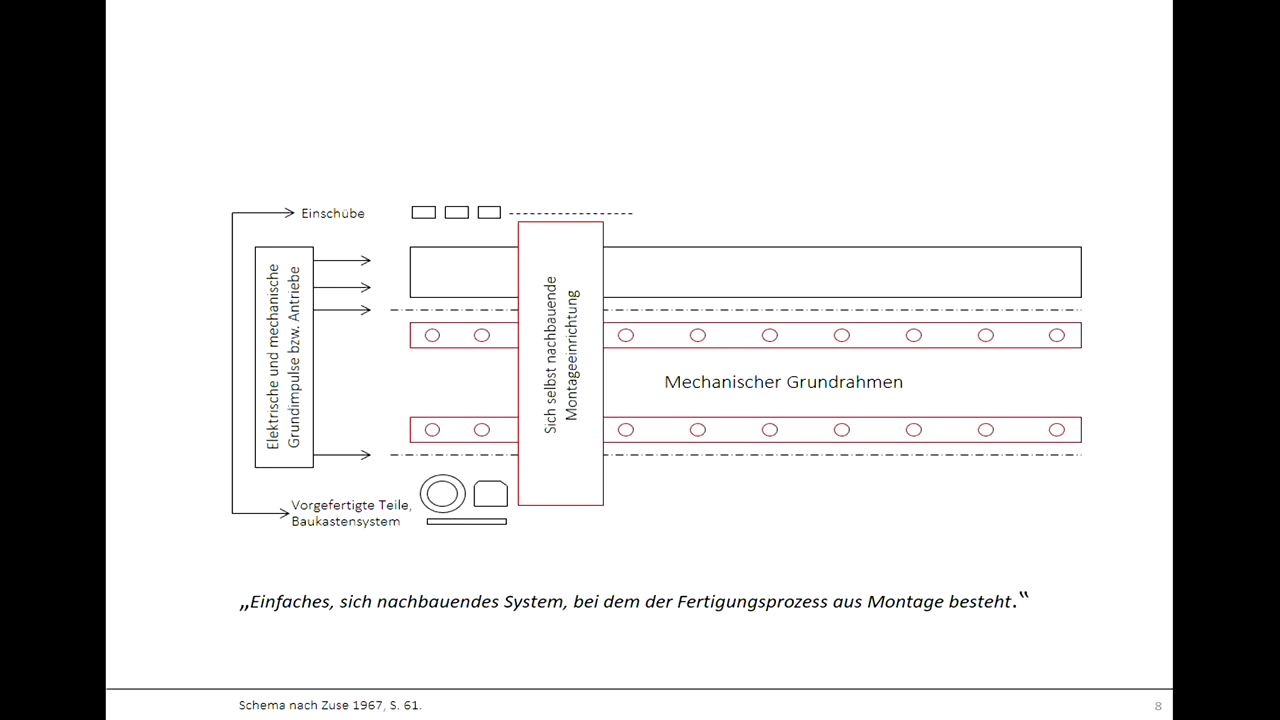 Einschübe
Elektrische und mechanische
Grundimpulse bzw. Antriebe
Sich selbst nachbauende
Montageeinrichtung
Mechanischer Grundrahmen
Vorgefertigte Teile,
Baukastensystem
„Einfaches, sich nachbauendes System, bei dem der Fertigungsprozess aus Montage besteht.“
Schema nach Zuse 1967, S. 61.
8